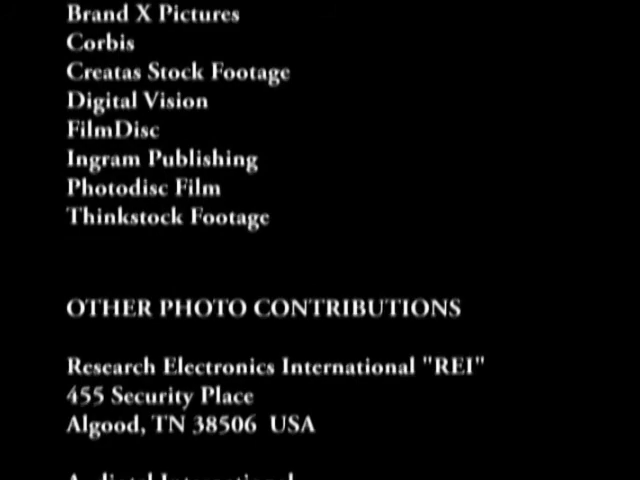 Brand X Pictures
Corbis
Creatas Stock Footage
Digital Vision
FilmDisc
Ingram Publishing
Photodisc Film
Thinkstock Footage
OTHER PHOTO CONTRIBUTIONS
Research Electronics International "REI"
455 Security Place
Algood, TN 38506  USA